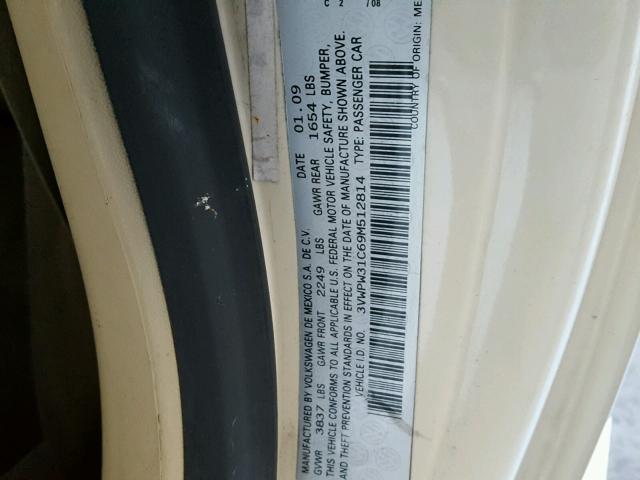 MANUFACTURED BY VOLKSWAGEN DE MEXICO S.A. DE C.V. DATE 01.09
GVWR 3837 LBS GAWR FRONT 2249 LBS GAWR REAR 1654 LBS
THIS VEHICLE CONFORMS TO ALL APPLICABLE U.S. FEDERAL MOTOR VEHICLE SAFETY, BUMPER,
AND THEFT PREVENTION STANDARDS IN EFFECT ON THE DATE OF MANUFACTURE SHOWN ABOVE.
VEHICLE I.D. NO. 3VWPW31C69M512814 TYPE: PASSENGER CAR
COUNTRY OF ORIGIN: